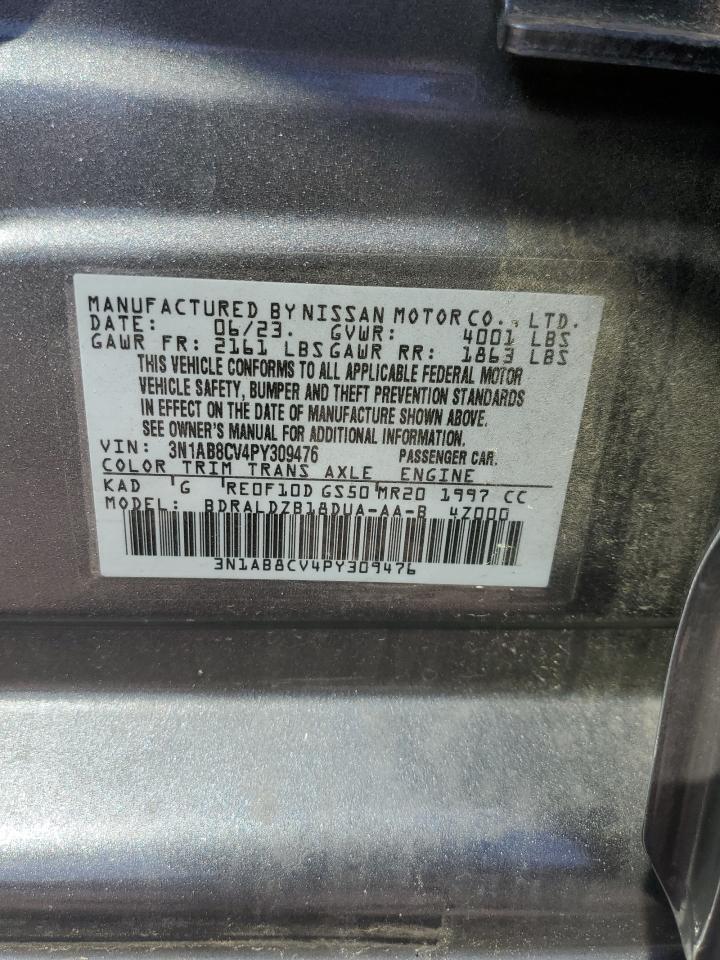 MANUFACTURED BY NISSAN MOTOR CO., LTD.
DATE: 06/23. GVWR: 4001 LBS
GAWR FR: 2161 LBS GAWR RR: 1863 LBS
THIS VEHICLE CONFORMS TO ALL APPLICABLE FEDERAL MOTOR
VEHICLE SAFETY, BUMPER AND THEFT PREVENTION STANDARDS
IN EFFECT ON THE DATE OF MANUFACTURE SHOWN ABOVE.
SEE OWNER'S MANUAL FOR ADDITIONAL INFORMATION.
VIN: 3N1AB8CV4PY309476 PASSENGER CAR.
COLOR TRIM TRANS AXLE ENGINE
KAD G RE0F10D GS50 MR20 1997 CC
MODEL: BDRALDZB18DUA-AA-B 4Z000
3N1AB8CV4PY309476